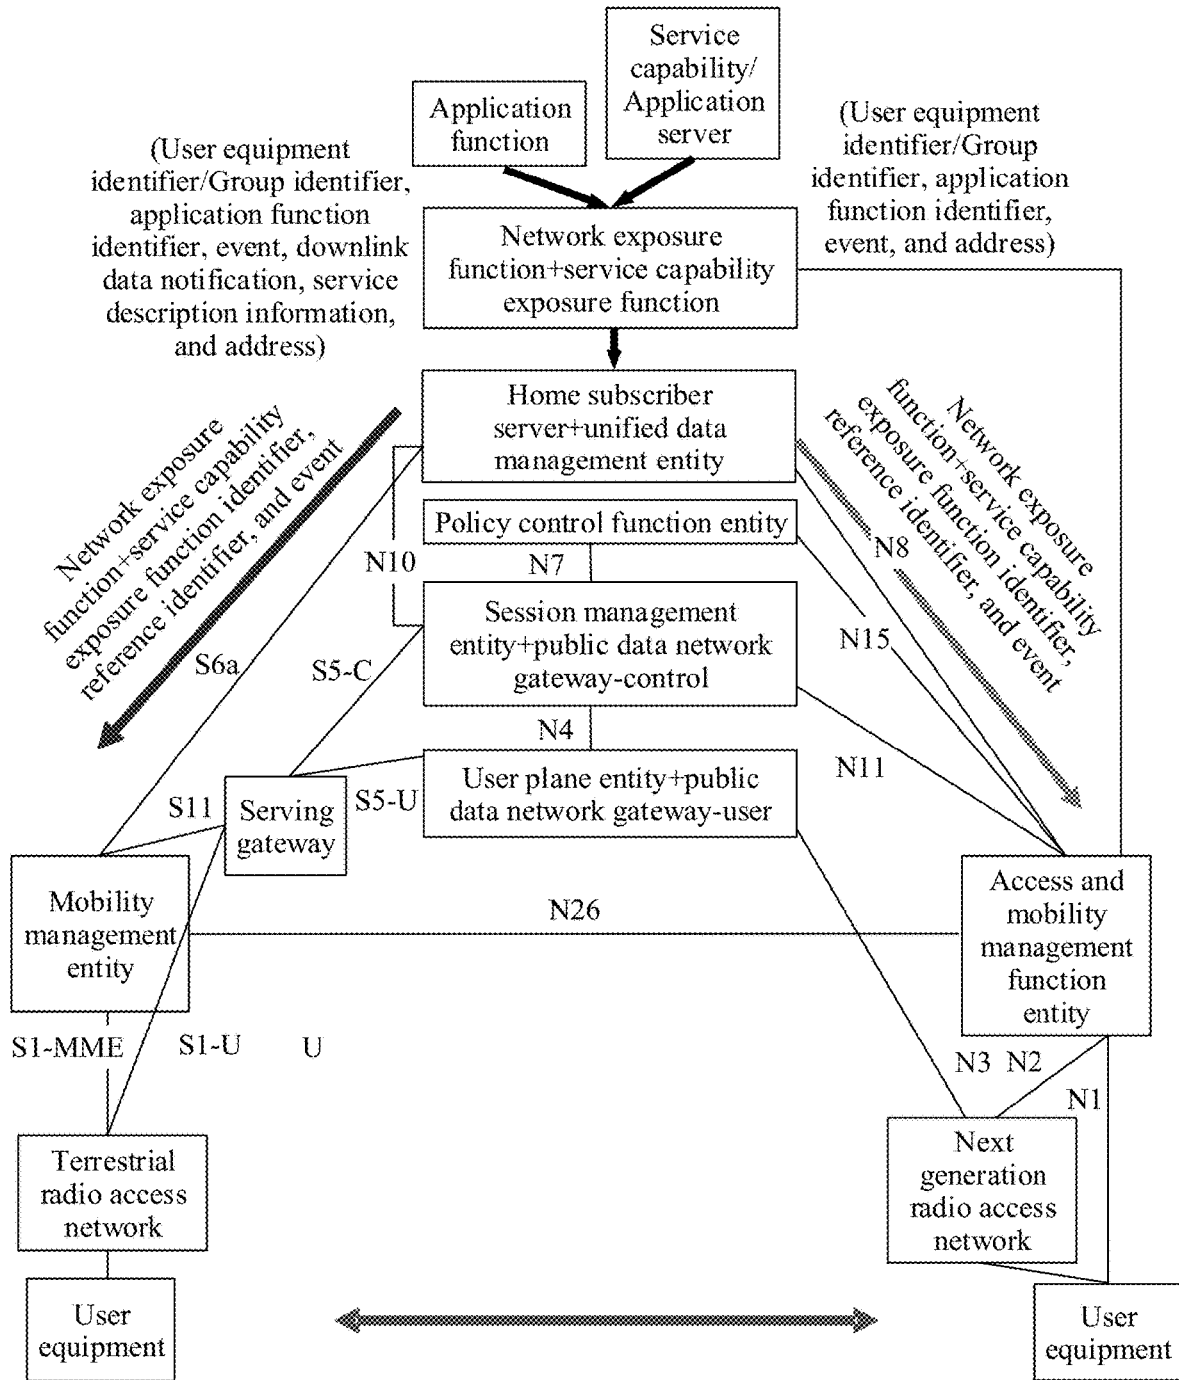 Service
capability/
Application
server
Application
function
(User equipment
identifier/Group identifier,
application function
identifier, event, downlink
data notification, service
description information,
and address)
(User equipment
identifier/Group
identifier, application
function identifier,
event, and address)
Network exposure
function+service capability
exposure function
Home subscriber
server+unified data
management entity
Network exposure
function+service capability
exposure function identifier,
reference identifier, and event
Network exposure
function+service capability
exposure function identifier,
reference identifier, and event
Policy control function entity
N10
N7
N8
Session management
entity+public data network
gateway-control
N15
S6a
S5-C
N4
N11
User plane entity+public
data network gateway-user
S11
S5-U
Serving
gateway
Mobility
management
entity
N26
Access and
mobility
management
function
entity
S1-MME
S1-U
U
N3
N2
N1
Terrestrial
radio access
network
Next
generation
radio access
network
User
equipment
User
equipment